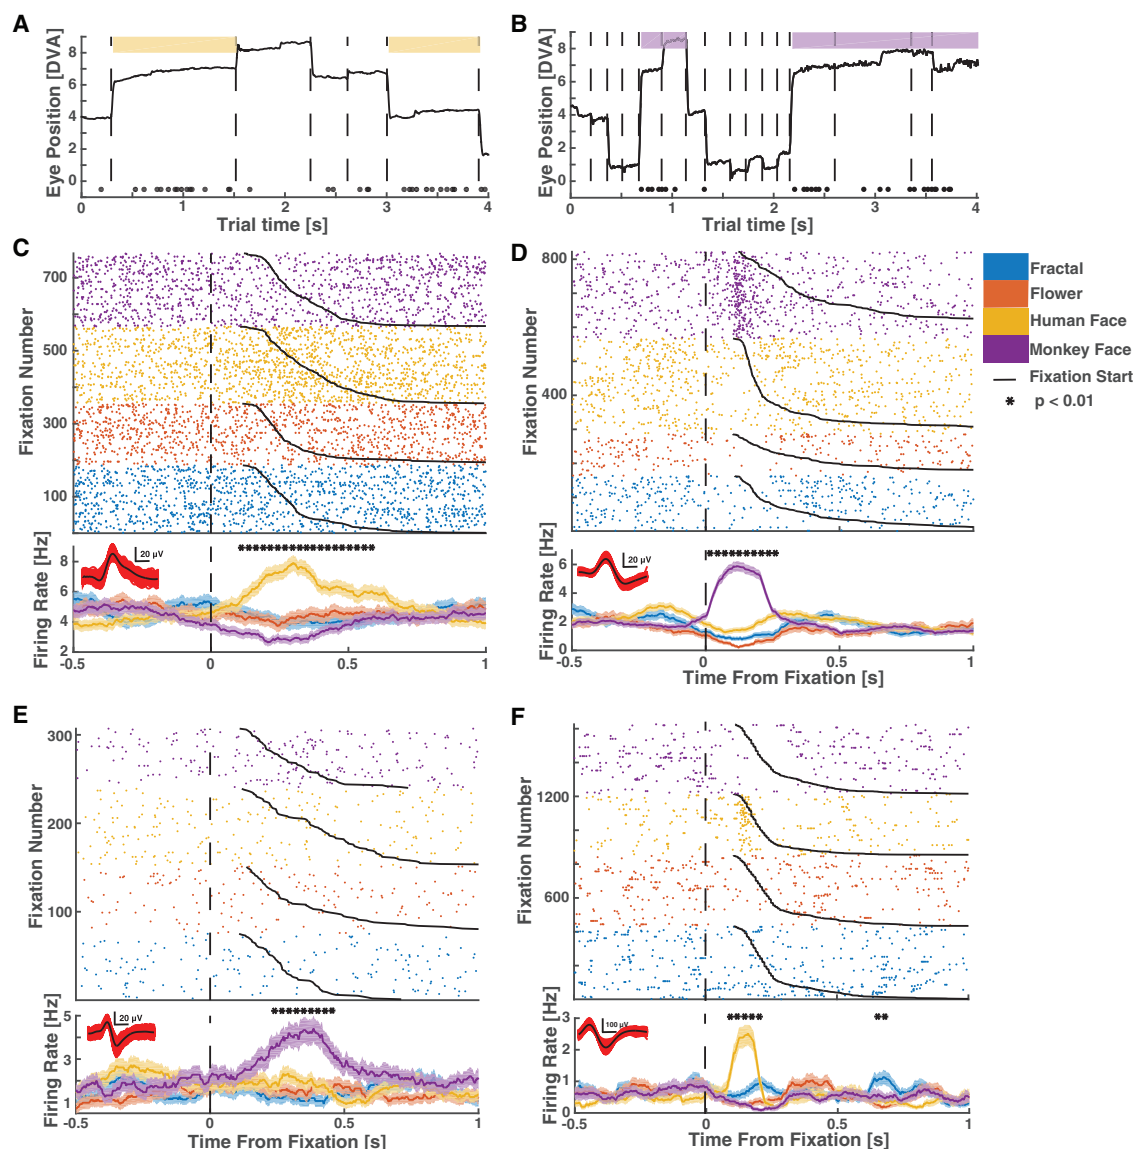 A
Eye Position [DVA]
8
6
4
2
0
0
1
2
3
4
Trial time [s]
B
Eye Position [DVA]
8
6
4
2
0
0
1
2
3
4
Trial time [s]
C
Fixation Number
700
500
300
100
Firing Rate [Hz]
8
6
4
2
20 µV
********************
-0.5
0
0.5
1
D
Fixation Number
800
400
Firing Rate [Hz]
6
4
2
0
20 µV
-0.5
0
0.5
1
Time From Fixation [s]
Fractal
Flower
Human Face
Monkey Face
Fixation Start
* p < 0.01
E
Fixation Number
300
200
100
Firing Rate [Hz]
5
4
3
2
1
20 µV
********
-0.5
0
0.5
1
Time From Fixation [s]
F
Fixation Number
1200
600
Firing Rate [Hz]
3
2
1
0
100 µV
*****
**
-0.5
0
0.5
1
Time From Fixation [s]